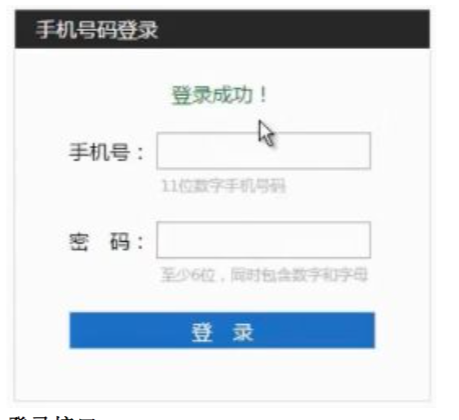 手机号码登录
登录成功！
手机号：
11位数字手机号码
密 码：
至少6位，同时包含数字和字母
登 录